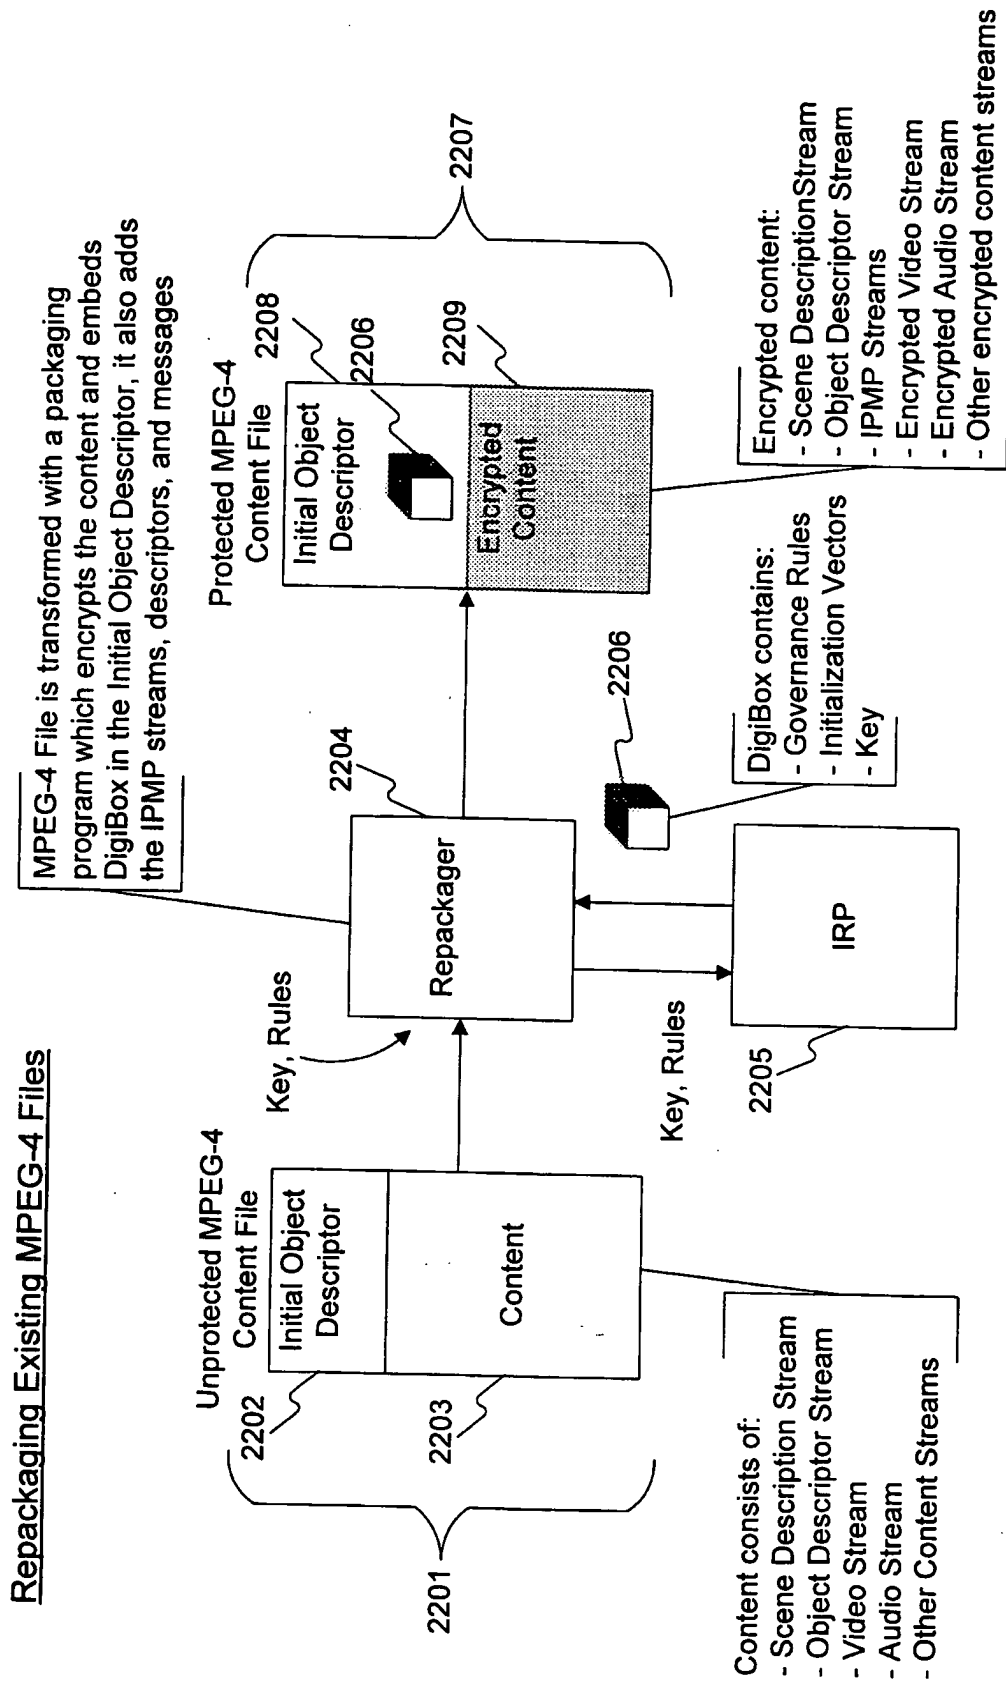 Repackaging Existing MPEG-4 Files
MPEG-4 File is transformed with a packaging
program which encrypts the content and embeds
DigiBox in the Initial Object Descriptor, it also adds
the IPMP streams, descriptors, and messages
Unprotected MPEG-4
Content File
2202
Initial Object
Descriptor
2203
Content
2201
Content consists of:
- Scene Description Stream
- Object Descriptor Stream
- Video Stream
- Audio Stream
- Other Content Streams
Key, Rules
2204
Repackager
Key, Rules
2205
IRP
2206
DigiBox contains:
- Governance Rules
- Initialization Vectors
- Key
Protected MPEG-4
Content File
Initial Object
Descriptor
2208
2206
Encrypted
Content
2209
2207
Encrypted content:
- Scene DescriptionStream
- Object Descriptor Stream
- IPMP Streams
- Encrypted Video Stream
- Encrypted Audio Stream
- Other encrypted content streams